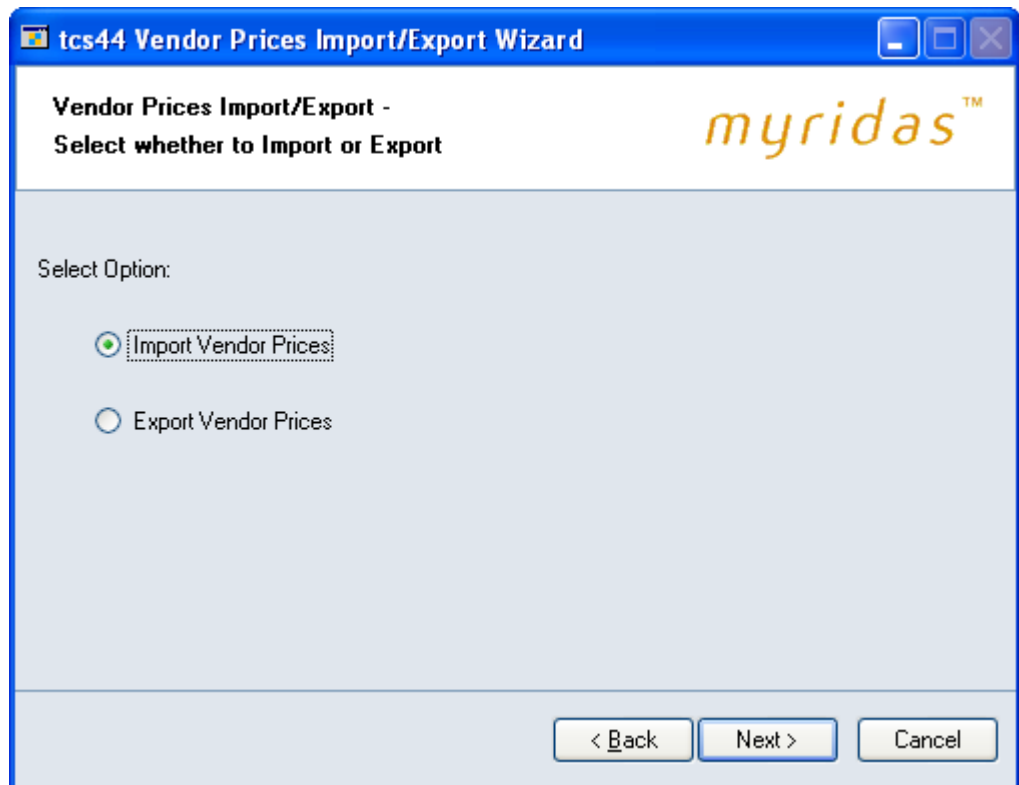 tcs44 Vendor Prices Import/Export Wizard
Vendor Prices Import/Export -
Select whether to Import or Export
myridas™
Select Option:
Import Vendor Prices
Export Vendor Prices
< Back Next > Cancel